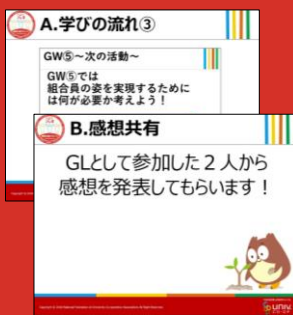 A.学びの流れ③
GW⑤~次の活動~
GW⑤では
組合員の姿を実現するために
は何が必要か考えよう!
B.感想共有
GLとして参加した2人から
感想を発表してもらいます!
UNIV.
CO-OP